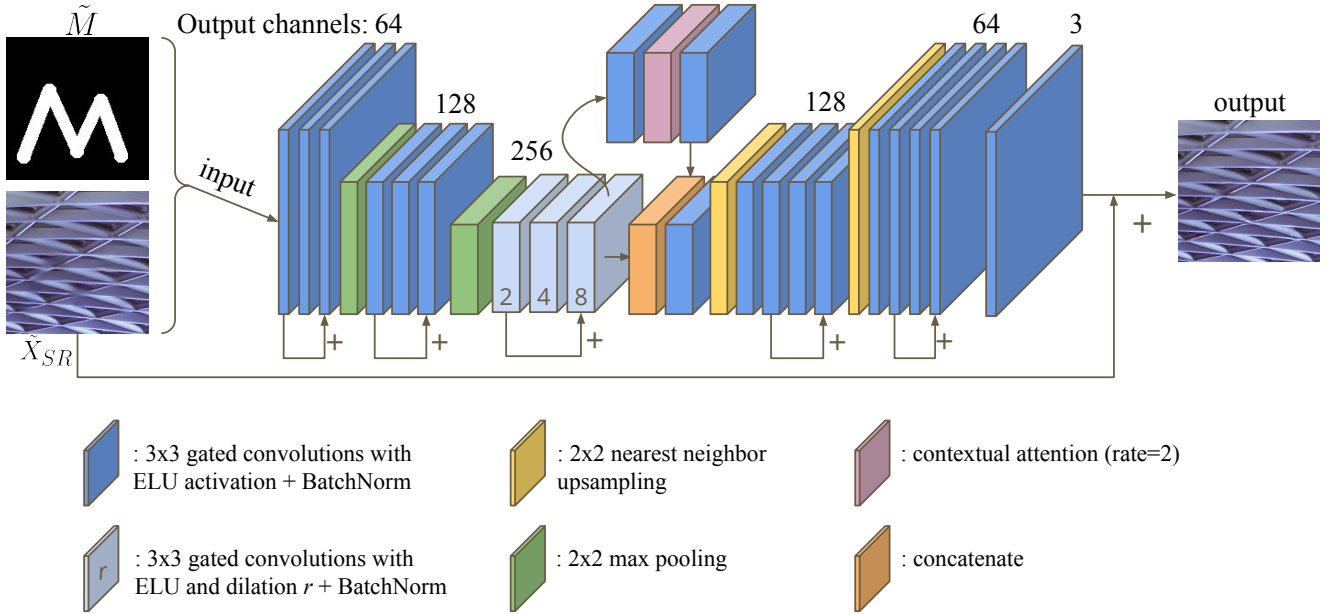 M̃
Output channels: 64
64
3
128
128
output
256
input
2
4
8
+
+
+
+
+
+
X̃_SR
: 3x3 gated convolutions with
ELU activation + BatchNorm
: 2x2 nearest neighbor
upsampling
: contextual attention (rate=2)
r
: 3x3 gated convolutions with
ELU and dilation r + BatchNorm
: 2x2 max pooling
: concatenate